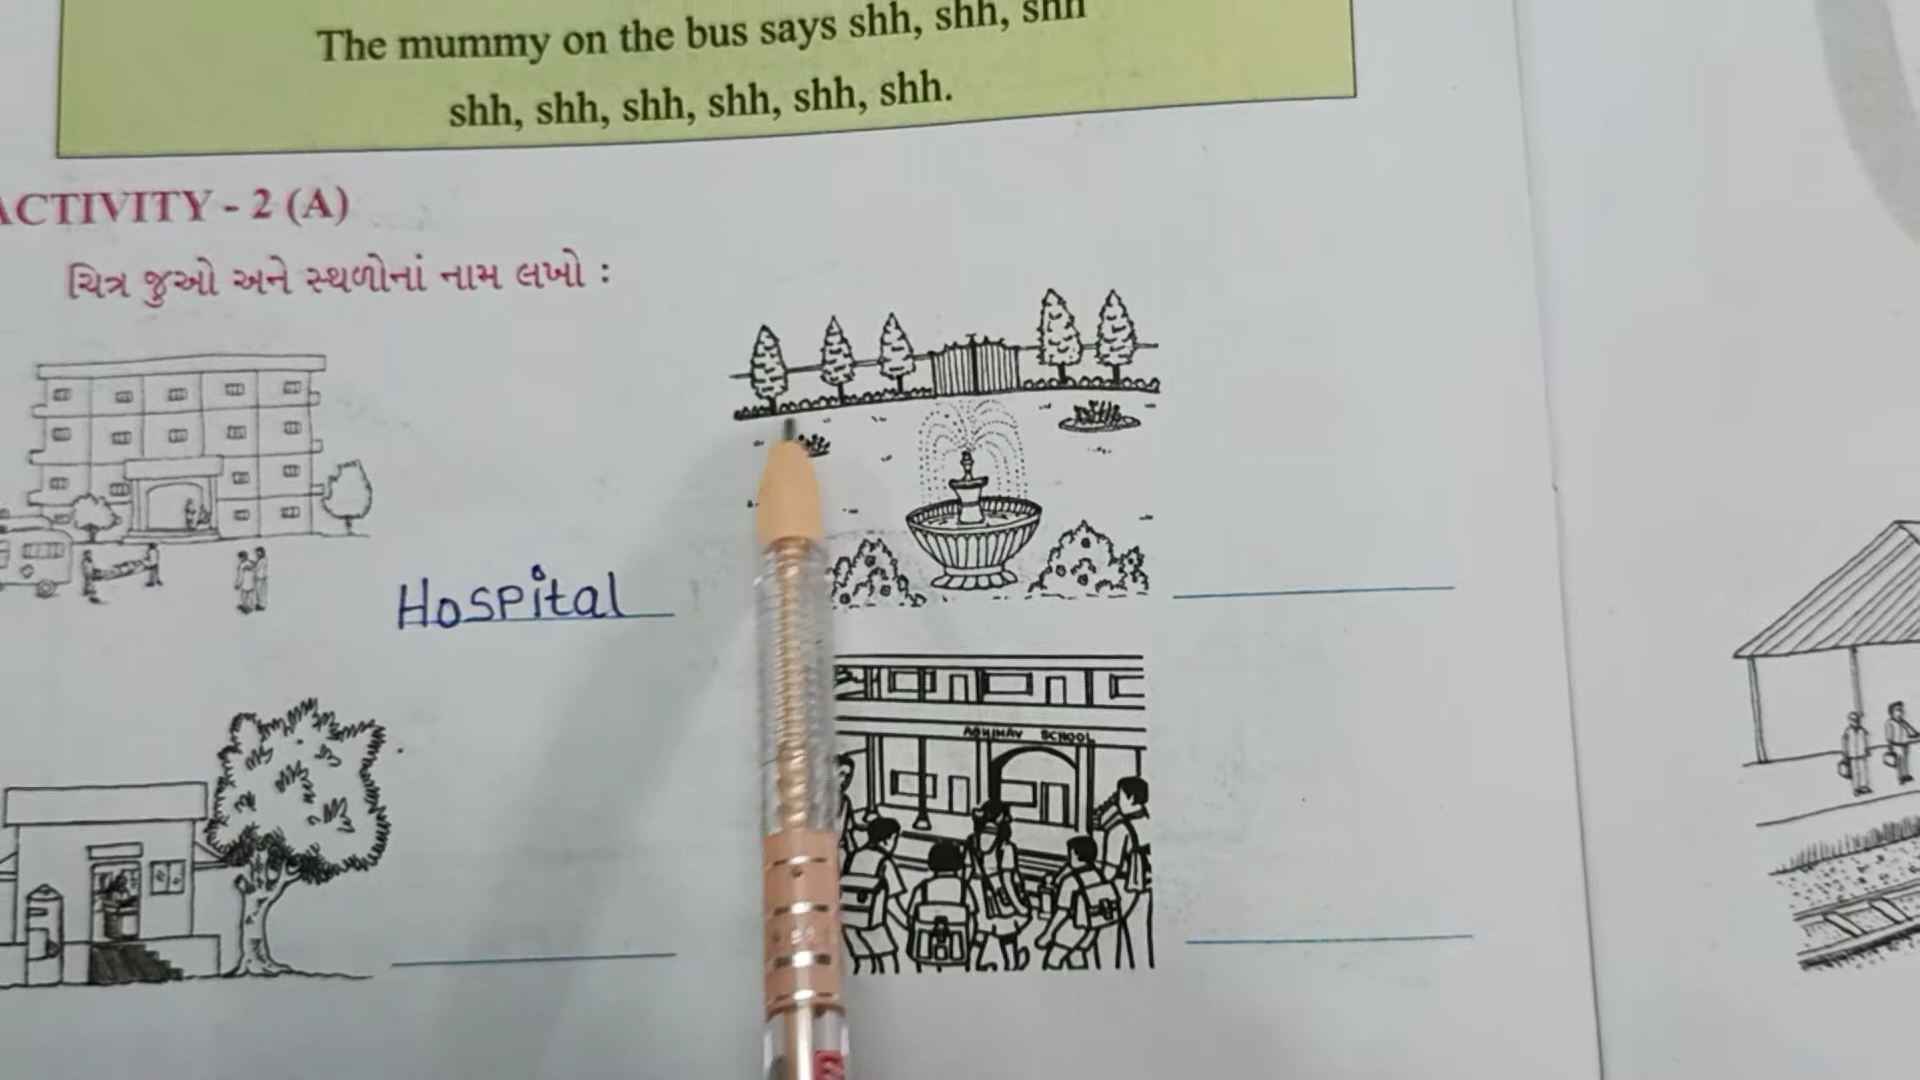 The mummy on the bus says shh, shh, shh
shh, shh, shh, shh, shh, shh.
ACTIVITY - 2 (A)
ચિત્ર જુઓ અને સ્થળોનાં નામ લખો :
Hospital
ABHINAV SCHOOL